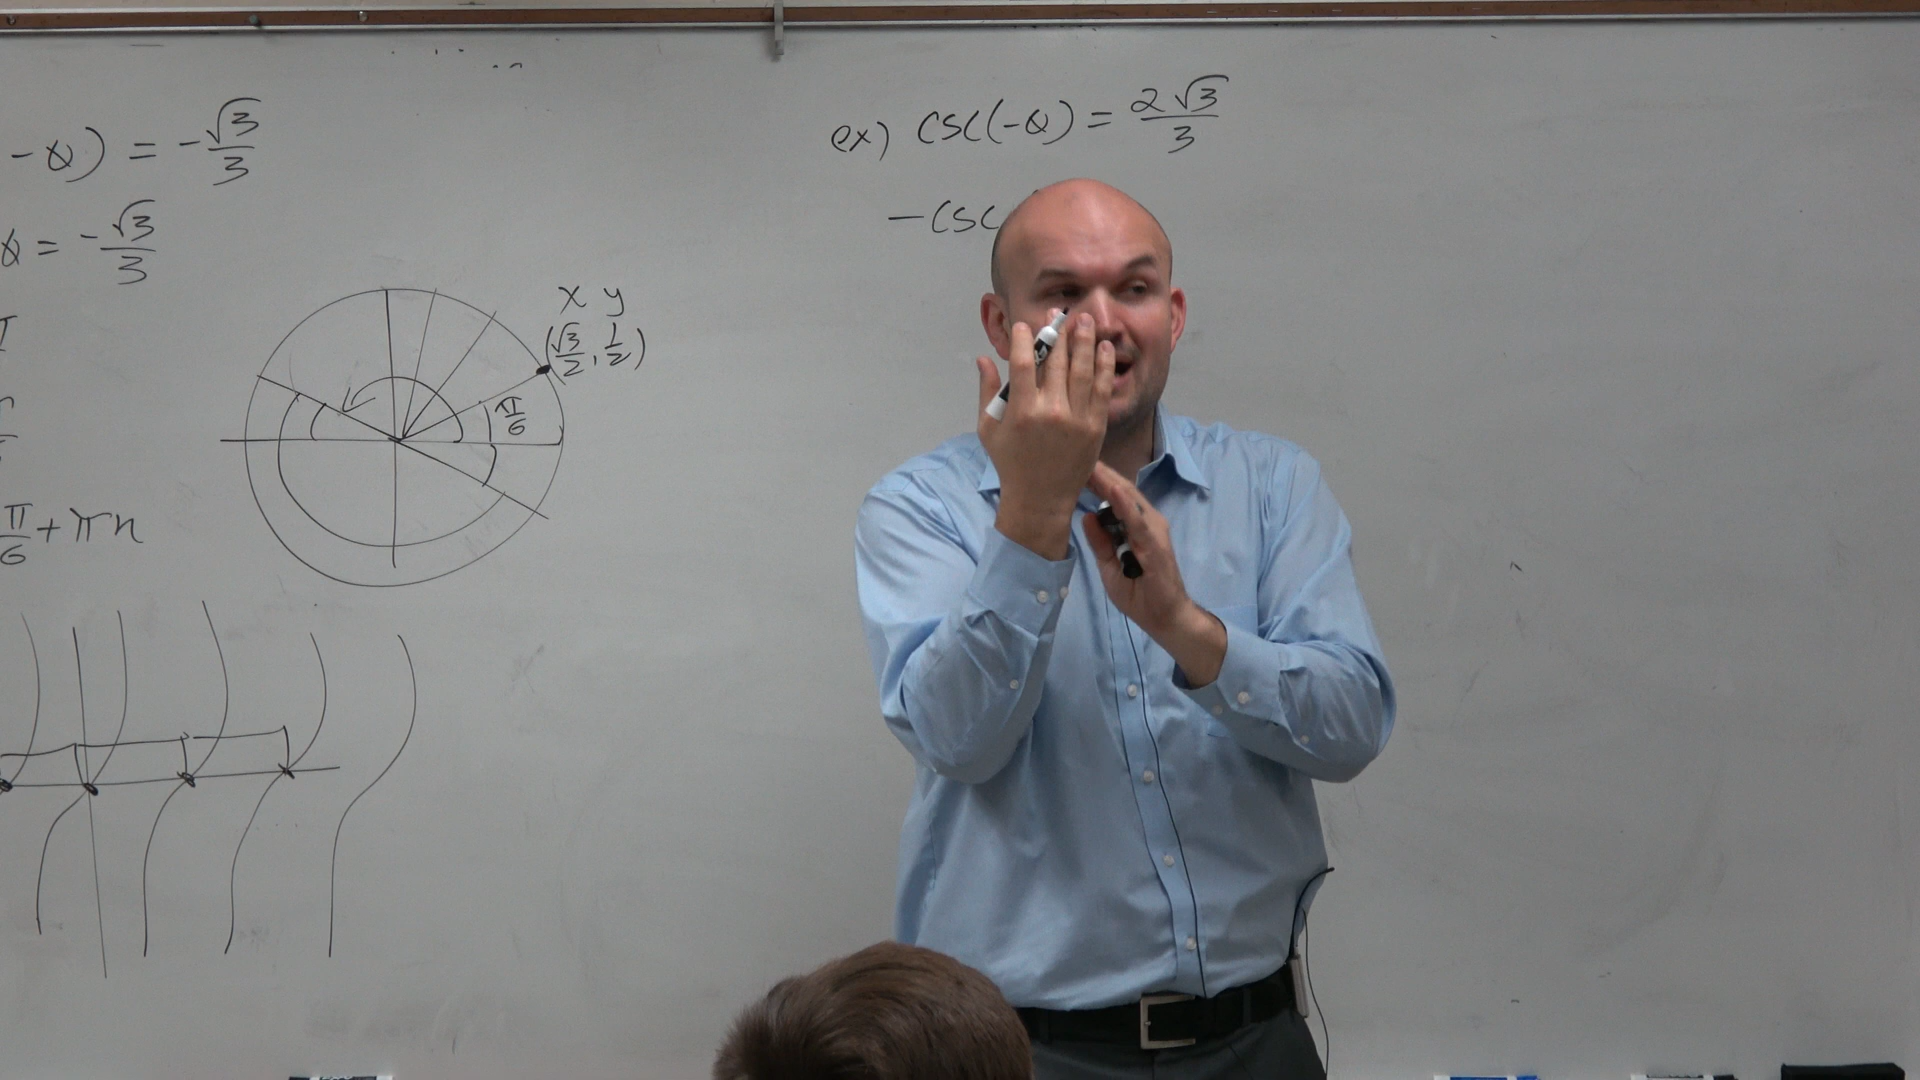 -θ) = -√3/3
θ = -√3/3
π/6 + πn
x y
(√3/2, 1/2)
π/6
ex) csc(-θ) = 2√3/3
-csc